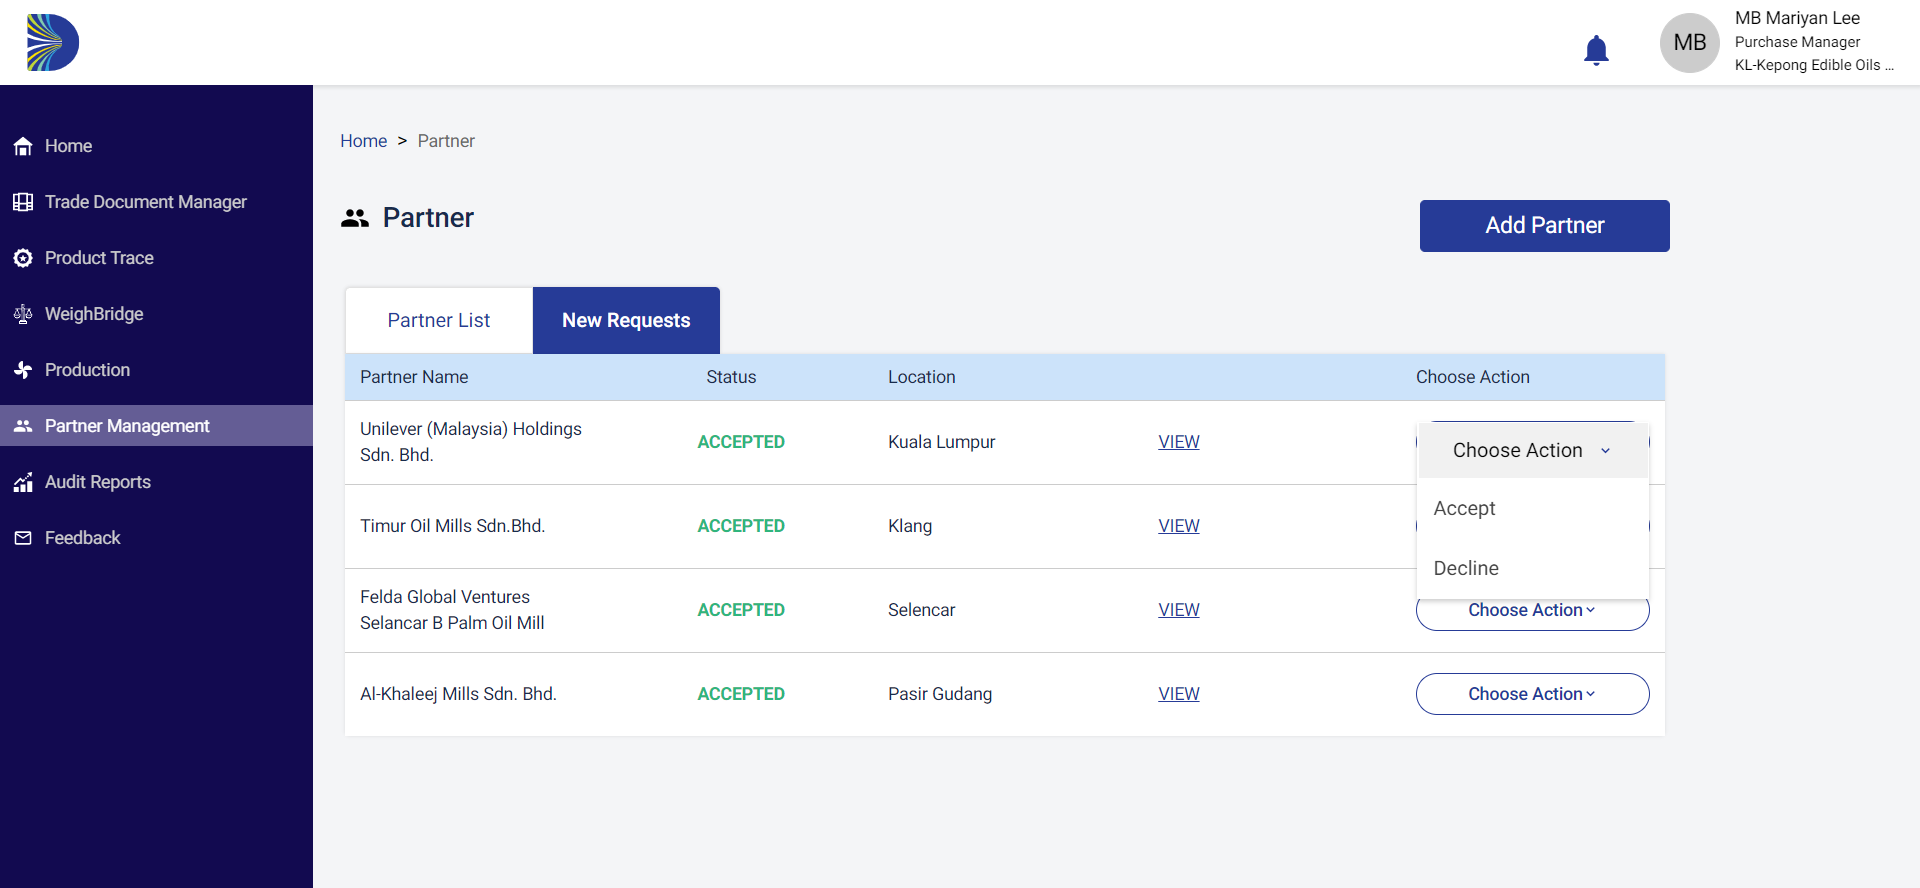 MB
MB Mariyan Lee
Purchase Manager
KL-Kepong Edible Oils ...
Home
Trade Document Manager
Product Trace
WeighBridge
Production
Partner Management
Audit Reports
Feedback
Home > Partner
Partner
Add Partner
Partner List
New Requests
Partner Name
Status
Location
Choose Action
Unilever (Malaysia) Holdings
Sdn. Bhd.
ACCEPTED
Kuala Lumpur
VIEW
Choose Action
Accept
Decline
Timur Oil Mills Sdn.Bhd.
ACCEPTED
Klang
VIEW
Felda Global Ventures
Selancar B Palm Oil Mill
ACCEPTED
Selencar
VIEW
Choose Action
Al-Khaleej Mills Sdn. Bhd.
ACCEPTED
Pasir Gudang
VIEW
Choose Action